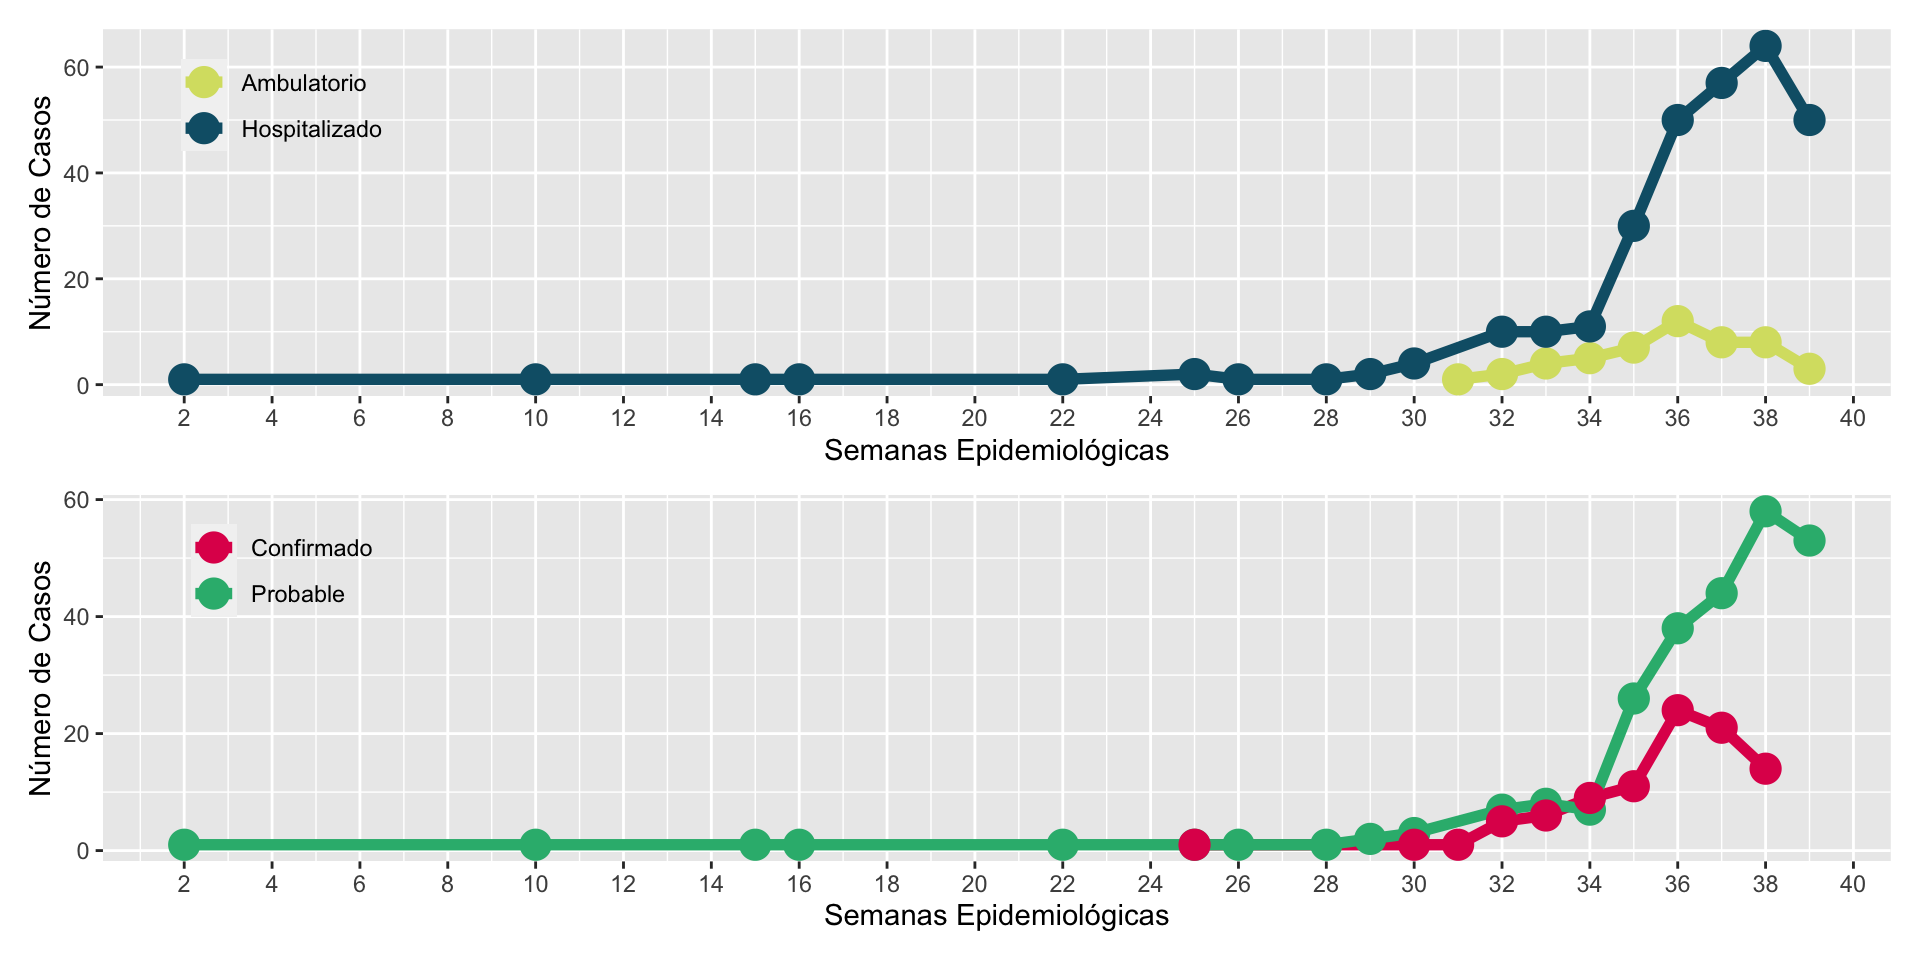 Número de Casos
60
40
20
0
Ambulatorio
Hospitalizado
2 4 6 8 10 12 14 16 18 20 22 24 26 28 30 32 34 36 38 40
Semanas Epidemiológicas
Número de Casos
60
40
20
0
Confirmado
Probable
2 4 6 8 10 12 14 16 18 20 22 24 26 28 30 32 34 36 38 40
Semanas Epidemiológicas